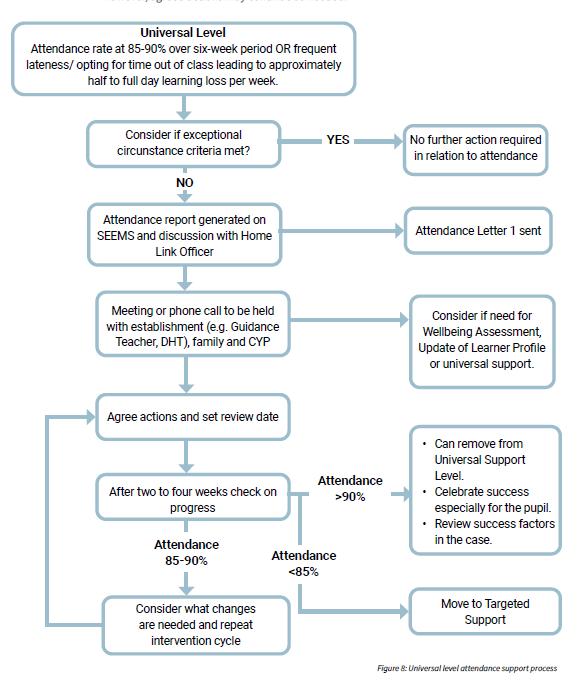 Universal Level
Attendance rate at 85-90% over six-week period OR frequent
lateness/ opting for time out of class leading to approximately
half to full day learning loss per week.
Consider if exceptional
circumstance criteria met?
YES
No further action required
in relation to attendance
NO
Attendance report generated on
SEEMS and discussion with Home
Link Officer
Attendance Letter 1 sent
Meeting or phone call to be held
with establishment (e.g. Guidance
Teacher, DHT), family and CYP
Consider if need for
Wellbeing Assessment,
Update of Learner Profile
or universal support.
Agree actions and set review date
After two to four weeks check on
progress
Attendance
>90%
• Can remove from
Universal Support
Level.
• Celebrate success
especially for the pupil.
• Review success factors
in the case.
Attendance
85-90%
Attendance
<85%
Consider what changes
are needed and repeat
intervention cycle
Move to Targeted
Support
Figure 8: Universal level attendance support process